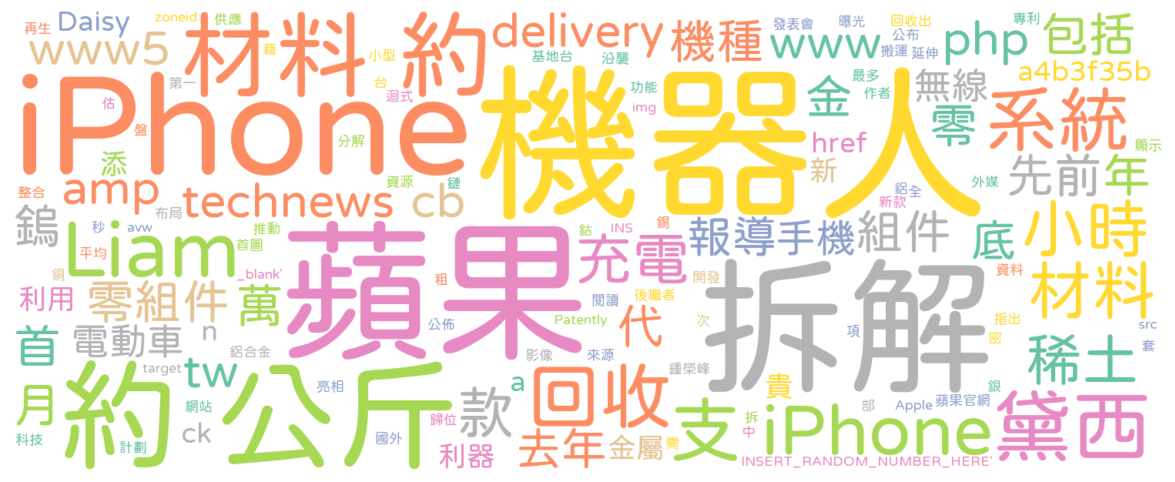 再生 Daisy zoneid 供應 材料 約 delivery 機種 發表會 曝光 回收出 專利
www5 第一 藉 小型 基地台 汾襲 www 公布 搬運 延伸 php 包括
iPhone 估 盤 台 迴式 機器人 功能 img 最多 作者 無線 a4b3f35b
添 分解 金 零 系統 顯示
整合 amp technews 資源 鏈 cb href 新 先前 年
鎢 布局 外媒 鋁 全
秒 avw 推動 鈷 INS 錫 新款
平均 Liam 首圖 蘋果 充電 報導 手機 組件 底 小時
銅 _blank' 粗 開發 資料
利用 零組件 萬 閱讀 後繼者 拆解 材料
首 n 公佈 Patently 代 次 項 指出 src
電動車 鋁合金 影像 來源 密 套 稀土
月 tw target 約 公斤 亮相 款 a 回收 鍾榮峰 貴 銀
網站 歸位 支 拆 部 Apple 蘋果官網 黛西
科技 ck 計劃 國外 利器 去年 金屬 需 中 iPhone
INSERT_RANDOM_NUMBER_HERE'